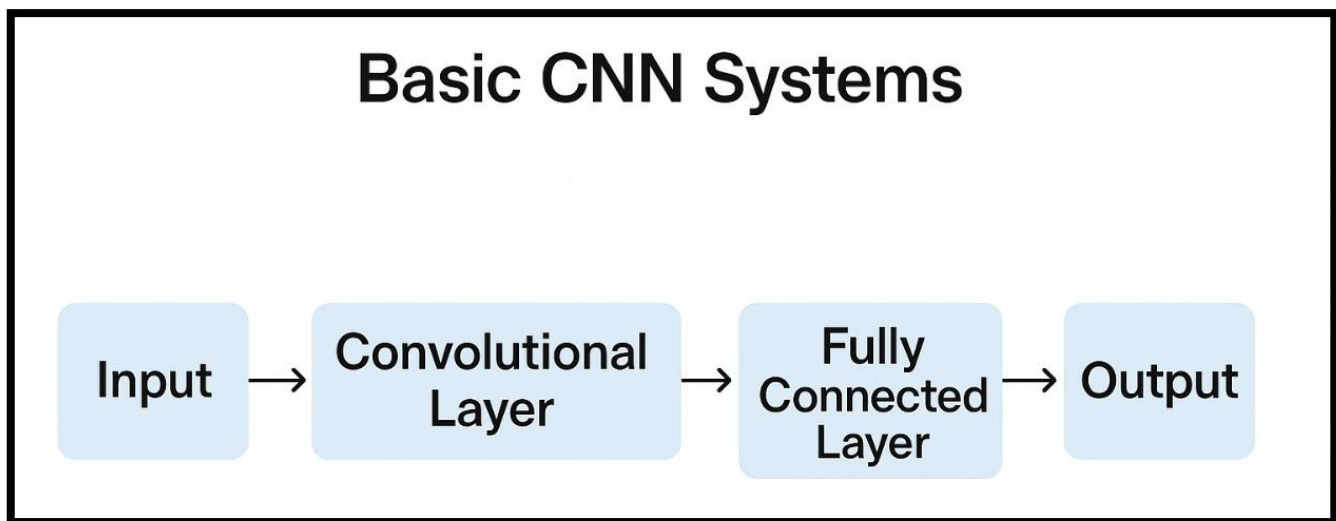 Basic CNN Systems
Input
Convolutional
Layer
Fully
Connected
Layer
Output